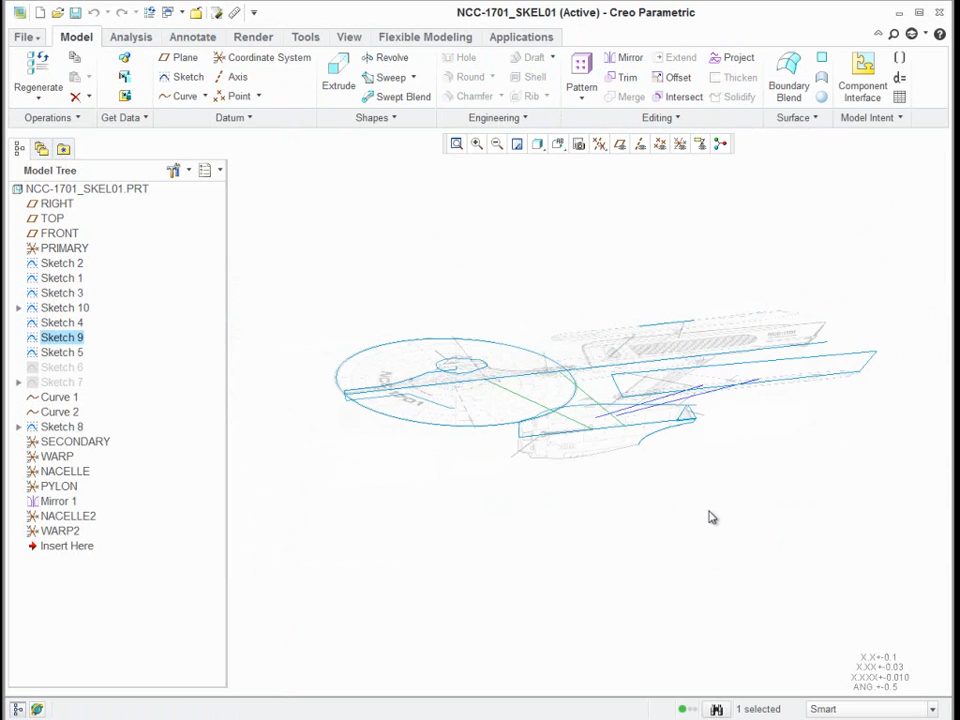 NCC-1701_SKEL01 (Active) - Creo Parametric
File Model Analysis Annotate Render Tools View Flexible Modeling Applications
Regenerate
Plane
Sketch
Curve
Coordinate System
Axis
Point
Extrude
Revolve
Sweep
Swept Blend
Hole
Round
Chamfer
Draft
Shell
Rib
Pattern
Mirror
Trim
Merge
Extend
Offset
Intersect
Project
Thicken
Solidify
Boundary Blend
Component Interface
Operations Get Data Datum Shapes Engineering Editing Surface Model Intent
Model Tree
NCC-1701_SKEL01.PRT
RIGHT
TOP
FRONT
PRIMARY
Sketch 2
Sketch 1
Sketch 3
Sketch 10
Sketch 4
Sketch 9
Sketch 5
Sketch 6
Sketch 7
Curve 1
Curve 2
Sketch 8
SECONDARY
WARP
NACELLE
PYLON
Mirror 1
NACELLE2
WARP2
Insert Here
X.X+-0.1
X.XX+-0.03
X.XXX+-0.010
ANG.+-0.5
1 selected
Smart